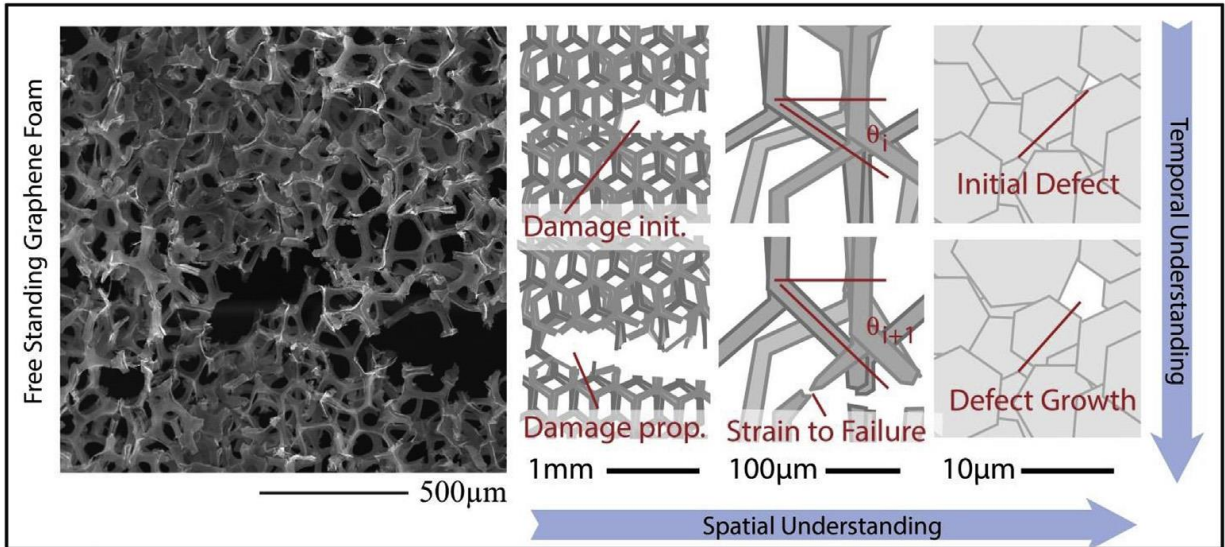 Free Standing Graphene Foam
500μm
Damage init.
θi
Initial Defect
Damage prop.
θi+1
Strain to Failure
Defect Growth
1mm
100μm
10μm
Spatial Understanding
Temporal Understanding